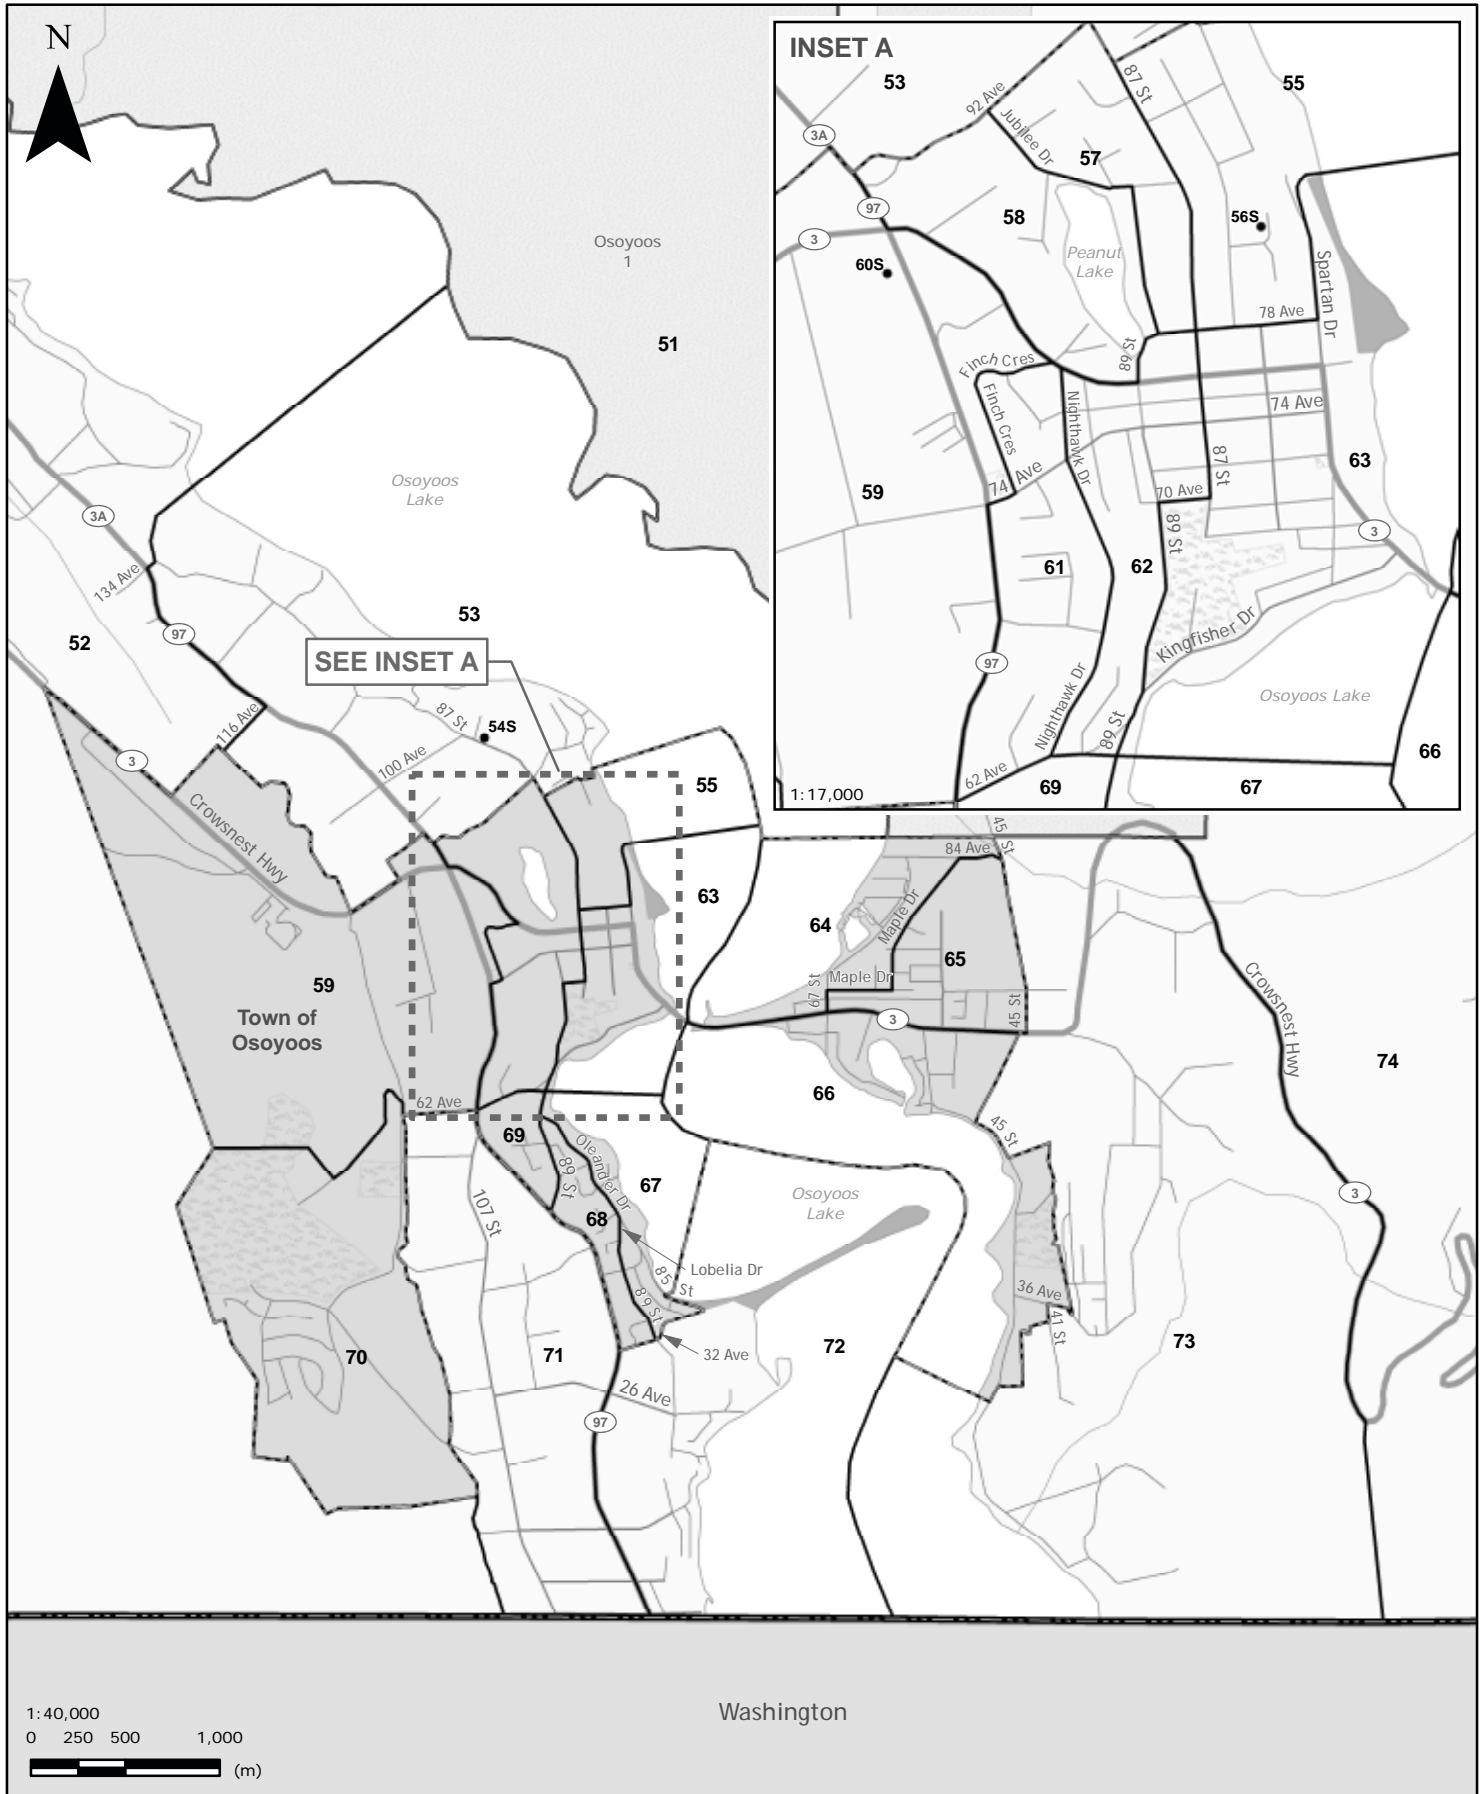 N
INSET A
53
55
92 Ave
87 St
3A
Jubilee Dr
57
97
58
56S
3
60S
Peanut
Lake
Spartan Dr
78 Ave
89 St
Finch Cres
Finch Cres
Nighthawk Dr
74 Ave
87 St
63
74 Ave
59
70 Ave
89 St
3
61
62
Kingfisher Dr
97
Nighthawk Dr
89 St
Osoyoos Lake
66
62 Ave
69
67
1:17,000
Osoyoos
1
51
Osoyoos
Lake
3A
134 Ave
53
97
52
SEE INSET A
116 Ave
87 St
54S
3
100 Ave
55
Crowsnest Hwy
45 St
84 Ave
63
64
Maple Dr
65
Crowsnest Hwy
59
67 St
Maple Dr
45 St
Town of
Osoyoos
3
74
66
62 Ave
69
Oleander Dr
45 St
89 St
67
107 St
Osoyoos
Lake
3
68
Lobelia Dr
85 St
36 Ave
89 St
41 St
70
71
32 Ave
72
73
26 Ave
97
Washington
1:40,000
0 250 500 1,000
(m)